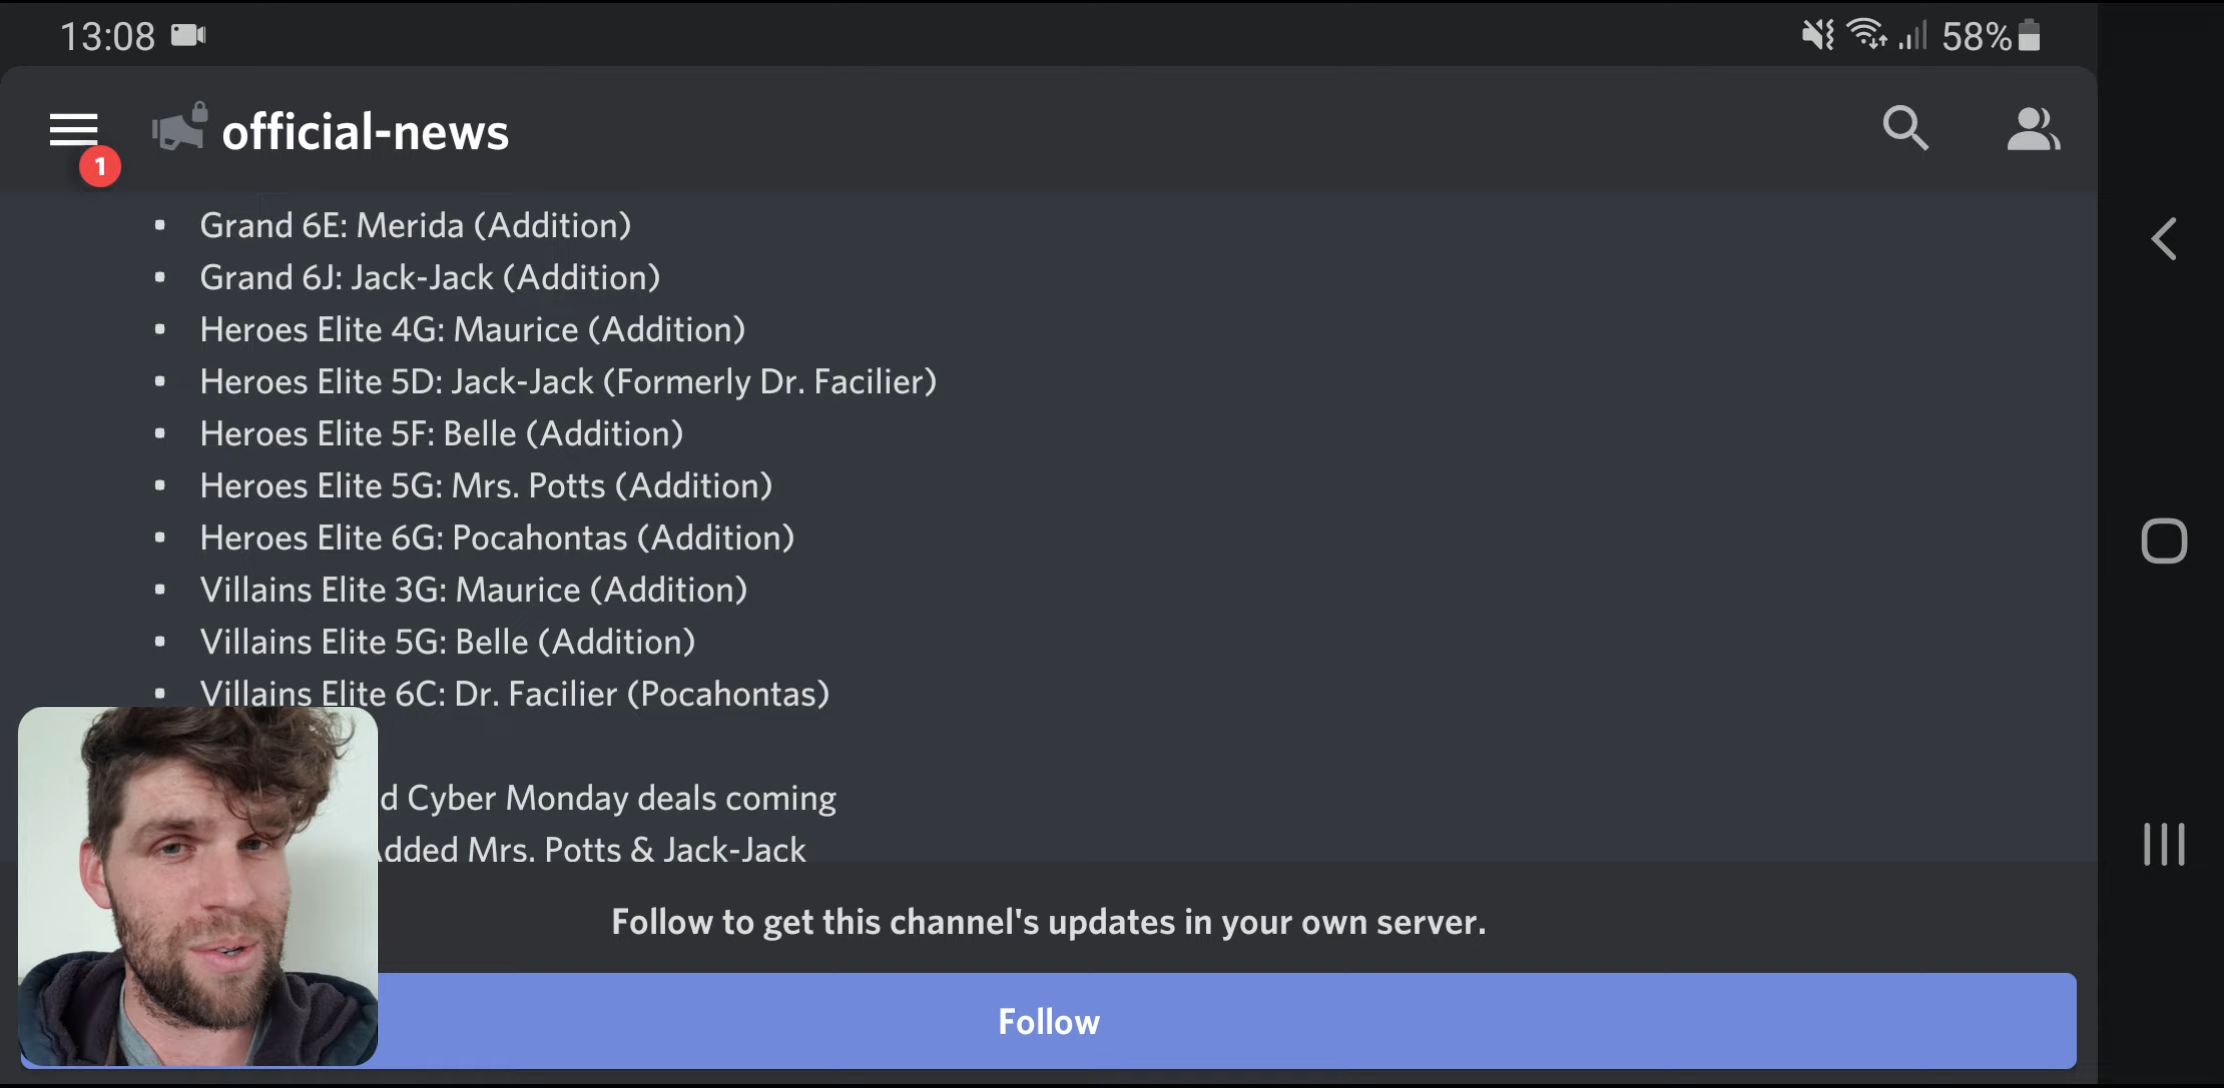 13:08
58%
1
official-news
▪ Grand 6E: Merida (Addition)
▪ Grand 6J: Jack-Jack (Addition)
▪ Heroes Elite 4G: Maurice (Addition)
▪ Heroes Elite 5D: Jack-Jack (Formerly Dr. Facilier)
▪ Heroes Elite 5F: Belle (Addition)
▪ Heroes Elite 5G: Mrs. Potts (Addition)
▪ Heroes Elite 6G: Pocahontas (Addition)
▪ Villains Elite 3G: Maurice (Addition)
▪ Villains Elite 5G: Belle (Addition)
▪ Villains Elite 6C: Dr. Facilier (Pocahontas)
d Cyber Monday deals coming
Added Mrs. Potts & Jack-Jack
Follow to get this channel's updates in your own server.
Follow